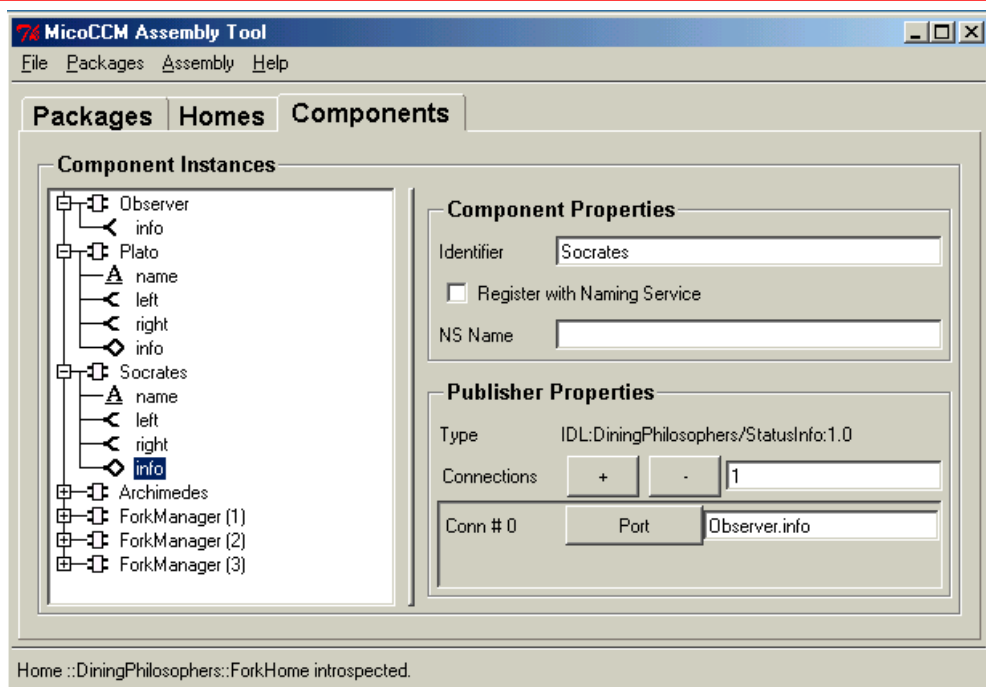 MicoCCM Assembly Tool
File Packages Assembly Help
Packages Homes Components
Component Instances
Observer
info
Plato
A name
left
right
info
Socrates
A name
left
right
info
Archimedes
ForkManager (1)
ForkManager (2)
ForkManager (3)
Component Properties
Identifier Socrates
Register with Naming Service
NS Name
Publisher Properties
Type IDL:DiningPhilosophers/StatusInfo:1.0
Connections + - 1
Conn # 0 Port Observer.info
Home ::DiningPhilosophers::ForkHome introspected.